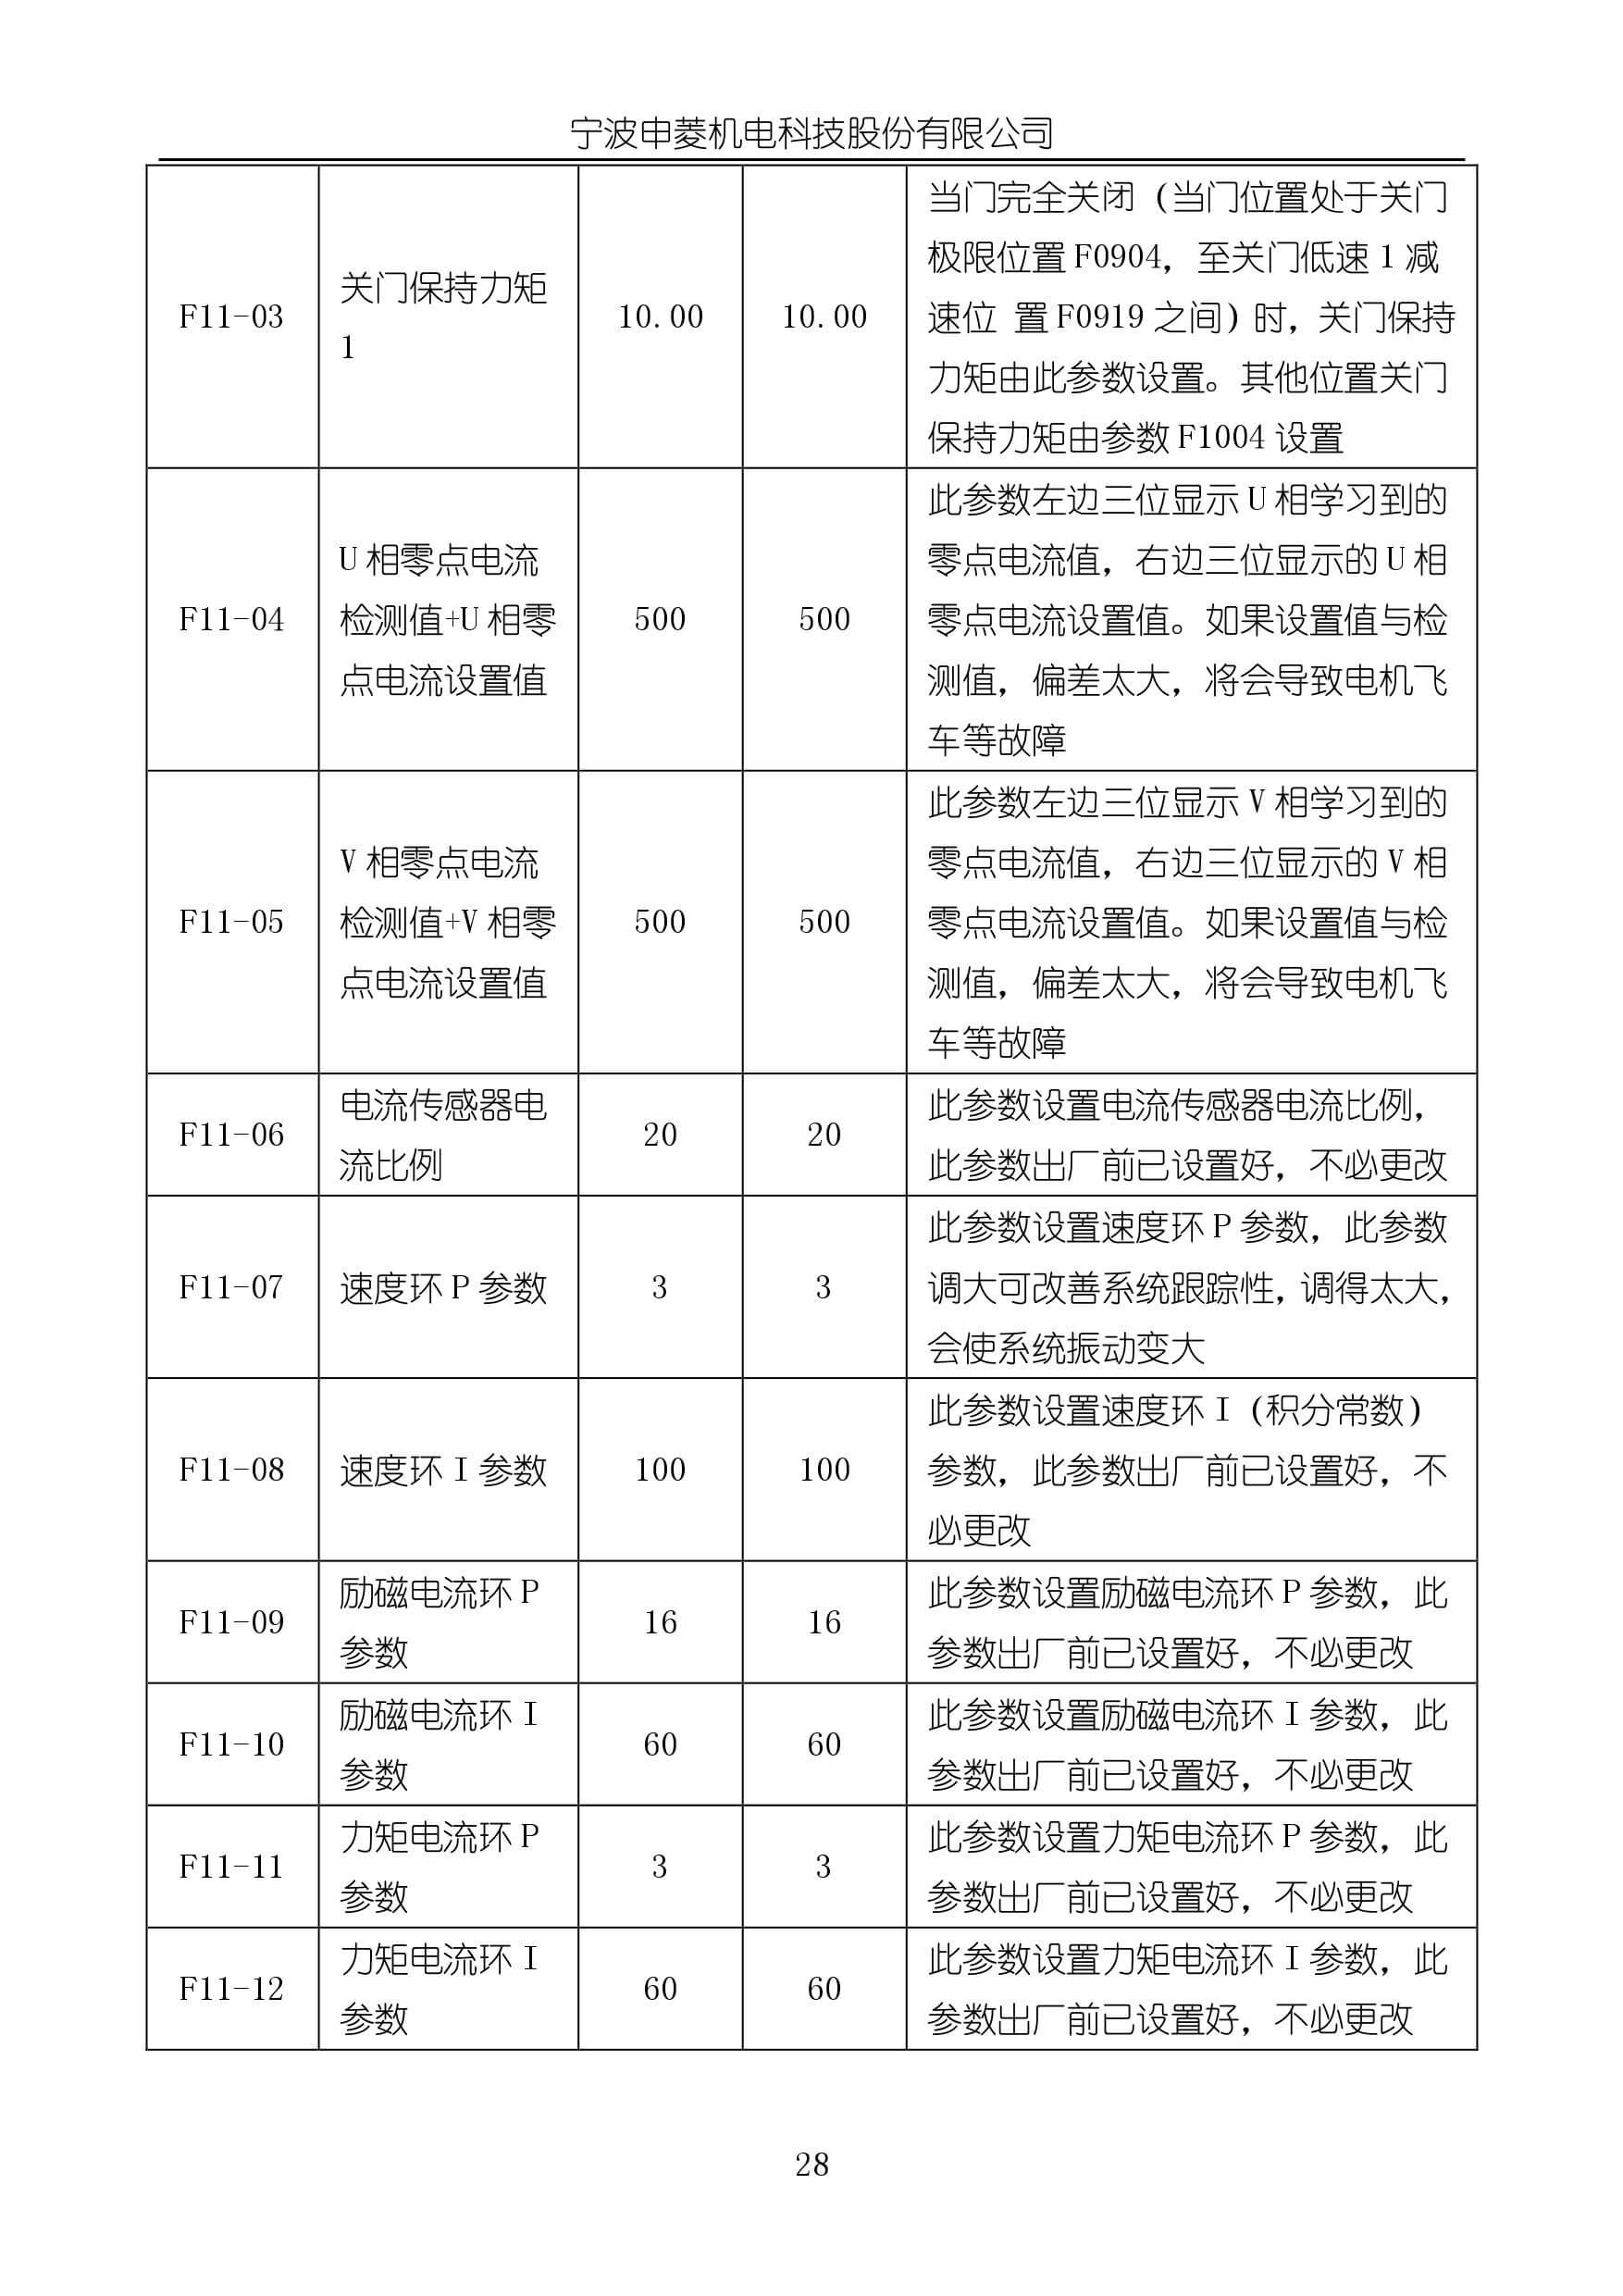 宁波申菱机电科技股份有限公司
F11-03
关门保持力矩
1
10.00
10.00
当门完全关闭（当门位置处于关门
极限位置 F0904，至关门低速 1 减
速位 置 F0919 之间）时，关门保持
力矩由此参数设置。其他位置关门
保持力矩由参数 F1004 设置
F11-04
U 相零点电流
检测值+U 相零
点电流设置值
500
500
此参数左边三位显示 U 相学习到的
零点电流值，右边三位显示的 U 相
零点电流设置值。如果设置值与检
测值，偏差太大，将会导致电机飞
车等故障
F11-05
V 相零点电流
检测值+V 相零
点电流设置值
500
500
此参数左边三位显示 V 相学习到的
零点电流值，右边三位显示的 V 相
零点电流设置值。如果设置值与检
测值，偏差太大，将会导致电机飞
车等故障
F11-06
电流传感器电
流比例
20
20
此参数设置电流传感器电流比例，
此参数出厂前已设置好，不必更改
F11-07
速度环 P 参数
3
3
此参数设置速度环 P 参数，此参数
调大可改善系统跟踪性，调得太大，
会使系统振动变大
F11-08
速度环 I 参数
100
100
此参数设置速度环 I（积分常数）
参数，此参数出厂前已设置好，不
必更改
F11-09
励磁电流环 P
参数
16
16
此参数设置励磁电流环 P 参数，此
参数出厂前已设置好，不必更改
F11-10
励磁电流环 I
参数
60
60
此参数设置励磁电流环 I 参数，此
参数出厂前已设置好，不必更改
F11-11
力矩电流环 P
参数
3
3
此参数设置力矩电流环 P 参数，此
参数出厂前已设置好，不必更改
F11-12
力矩电流环 I
参数
60
60
此参数设置力矩电流环 I 参数，此
参数出厂前已设置好，不必更改
28